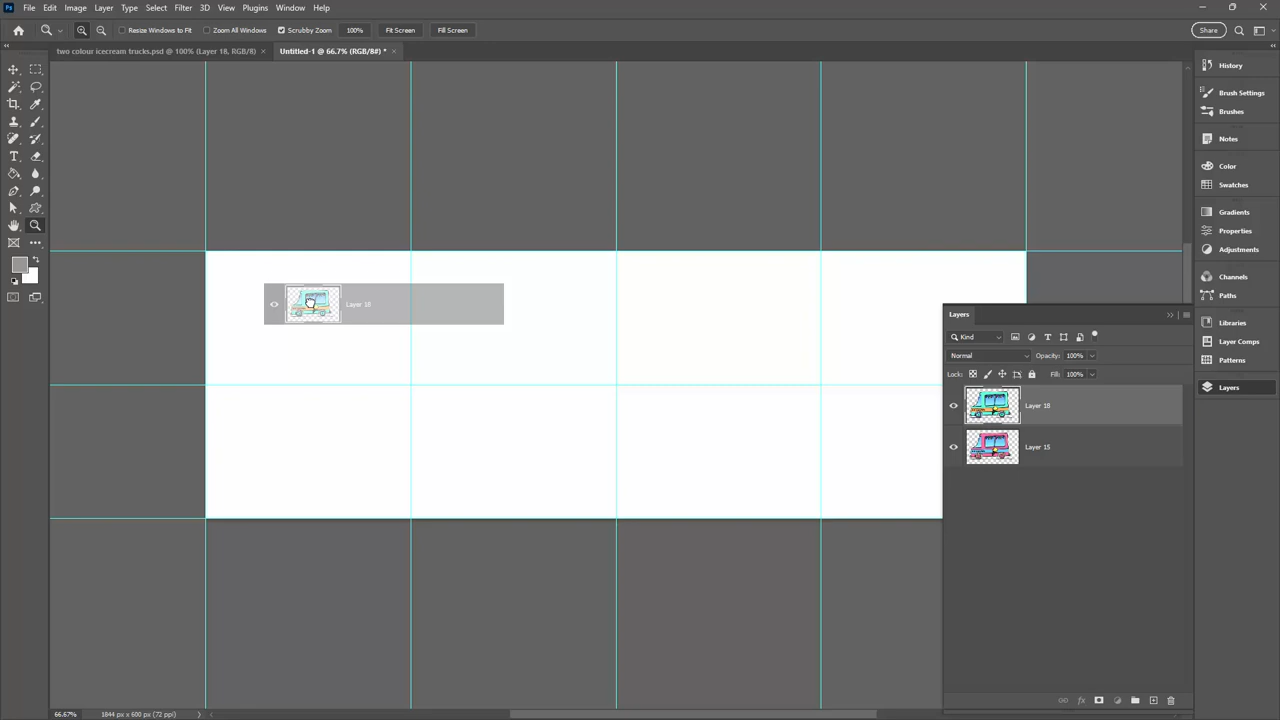 Ps File Edit Image Layer Type Select Filter 3D View Plugins Window Help
Resize Windows to Fit Zoom All Windows Scrubby Zoom 100% Fit Screen Fill Screen Share
two colour icecream trucks.psd @ 100% (Layer 18, RGB/8) × Untitled-1 @ 66.7% (RGB/8#) * ×
History
Brush Settings
Brushes
Notes
Color
Swatches
Gradients
Properties
Adjustments
Channels
Paths
Libraries
Layer Comps
Patterns
Layers
Layer 18
Layers
Kind
Normal Opacity: 100%
Lock: Fill: 100%
Layer 18
Layer 15
66.67% 1844 px x 600 px (72 ppi)